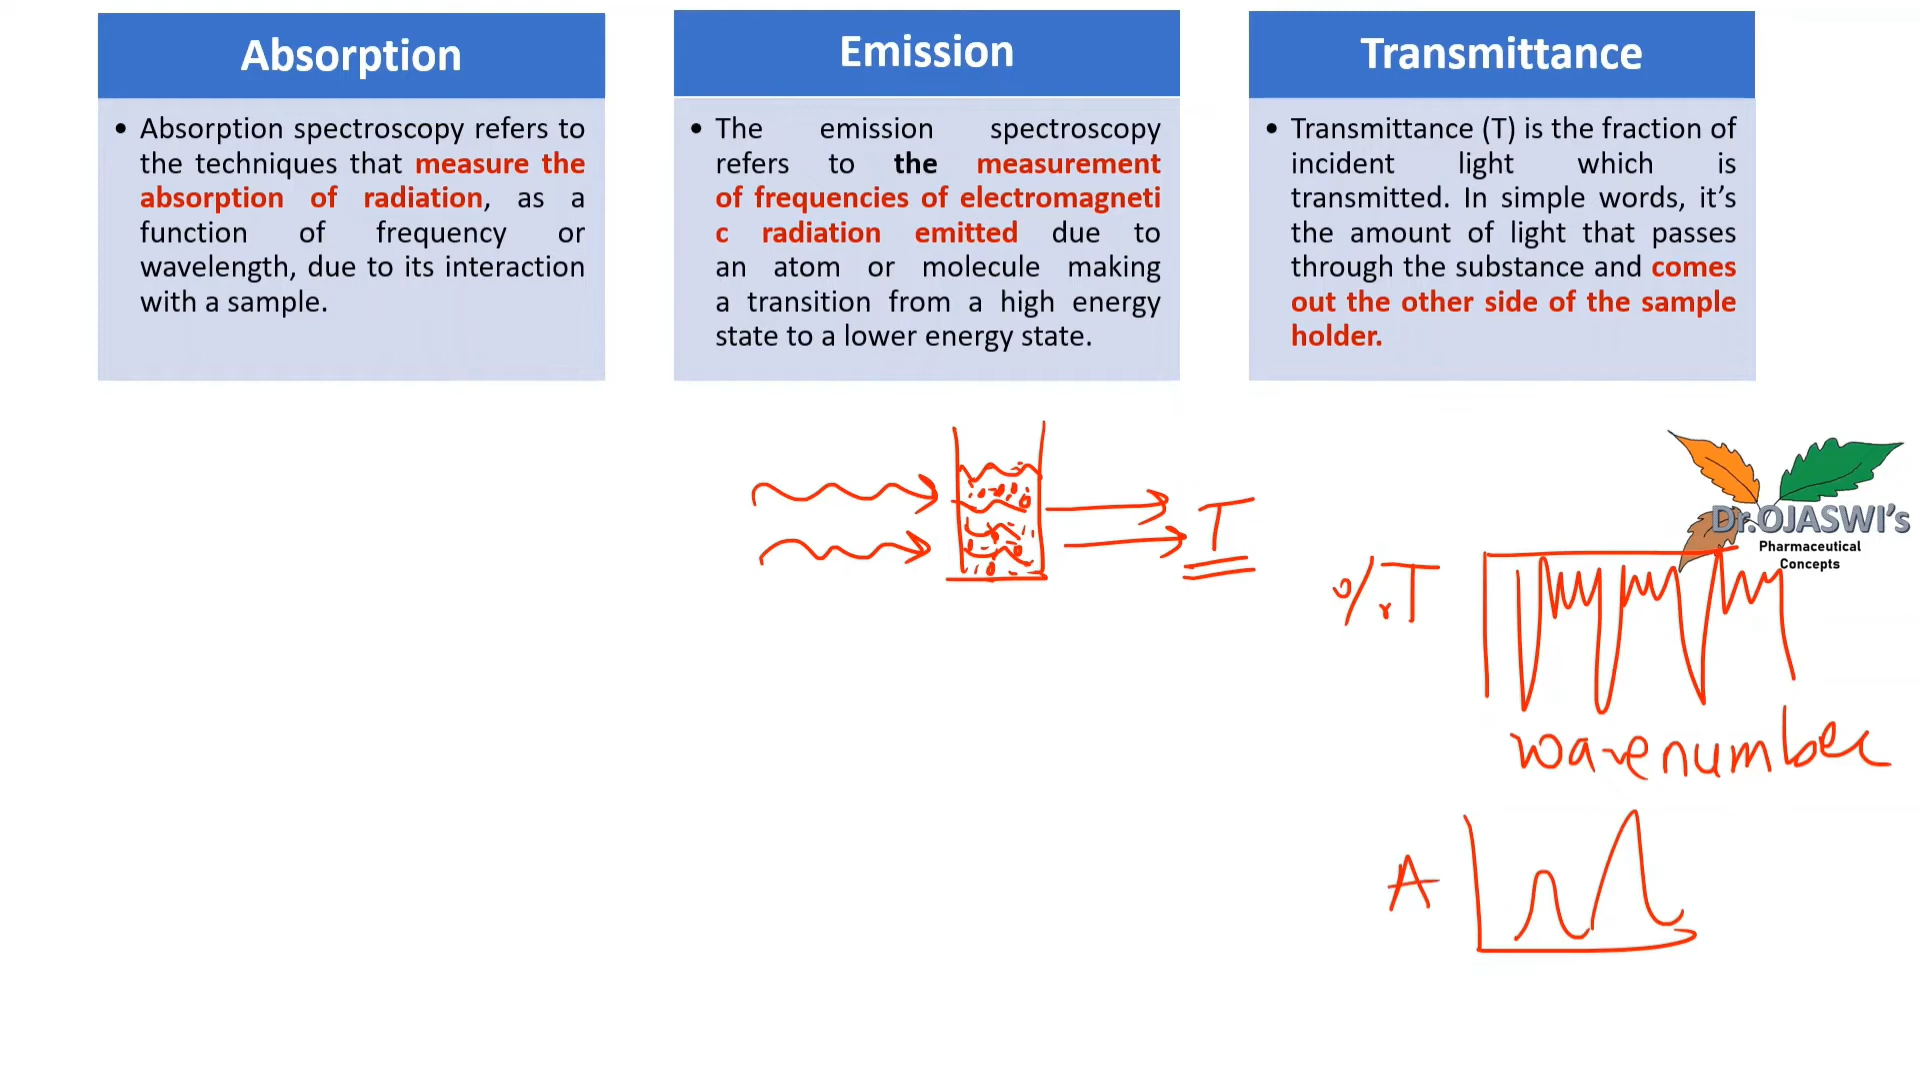 Absorption
• Absorption spectroscopy refers to
the techniques that measure the
absorption of radiation, as a
function of frequency or
wavelength, due to its interaction
with a sample.
Emission
• The emission spectroscopy
refers to the measurement
of frequencies of electromagneti
c radiation emitted due to
an atom or molecule making
a transition from a high energy
state to a lower energy state.
Transmittance
• Transmittance (T) is the fraction of
incident light which is
transmitted. In simple words, it’s
the amount of light that passes
through the substance and comes
out the other side of the sample
holder.
T
Dr.OJASWI's
Pharmaceutical
Concepts
%T
wavenumber
A